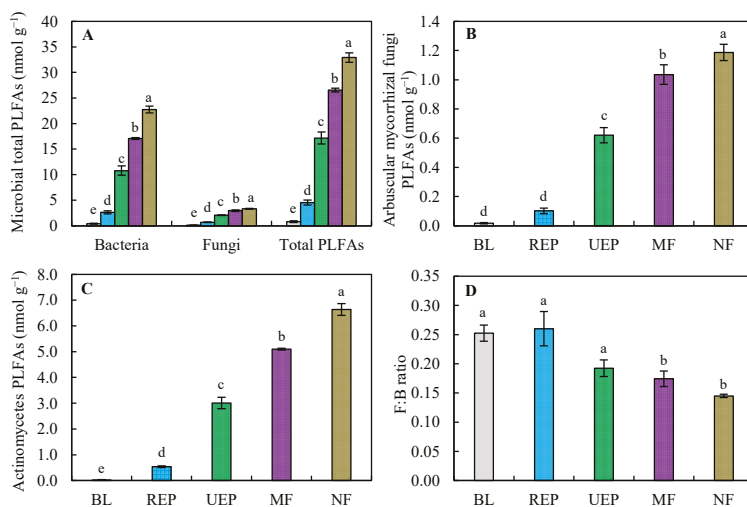 A
Microbial total PLFAs (nmol g⁻¹)
40
35
30
25
20
15
10
5
0
e
d
c
b
a
e
d
c
b
a
e
d
c
b
a
Bacteria
Fungi
Total PLFAs
B
Arbuscular mycorrhizal fungi
PLFAs (nmol g⁻¹)
1.4
1.2
1.0
0.8
0.6
0.4
0.2
0.0
d
d
c
b
a
BL
REP
UEP
MF
NF
C
Actinomycetes PLFAs (nmol g⁻¹)
8.0
7.0
6.0
5.0
4.0
3.0
2.0
1.0
0.0
e
d
c
b
a
BL
REP
UEP
MF
NF
D
F:B ratio
0.35
0.30
0.25
0.20
0.15
0.10
0.05
0.00
a
a
a
b
b
BL
REP
UEP
MF
NF